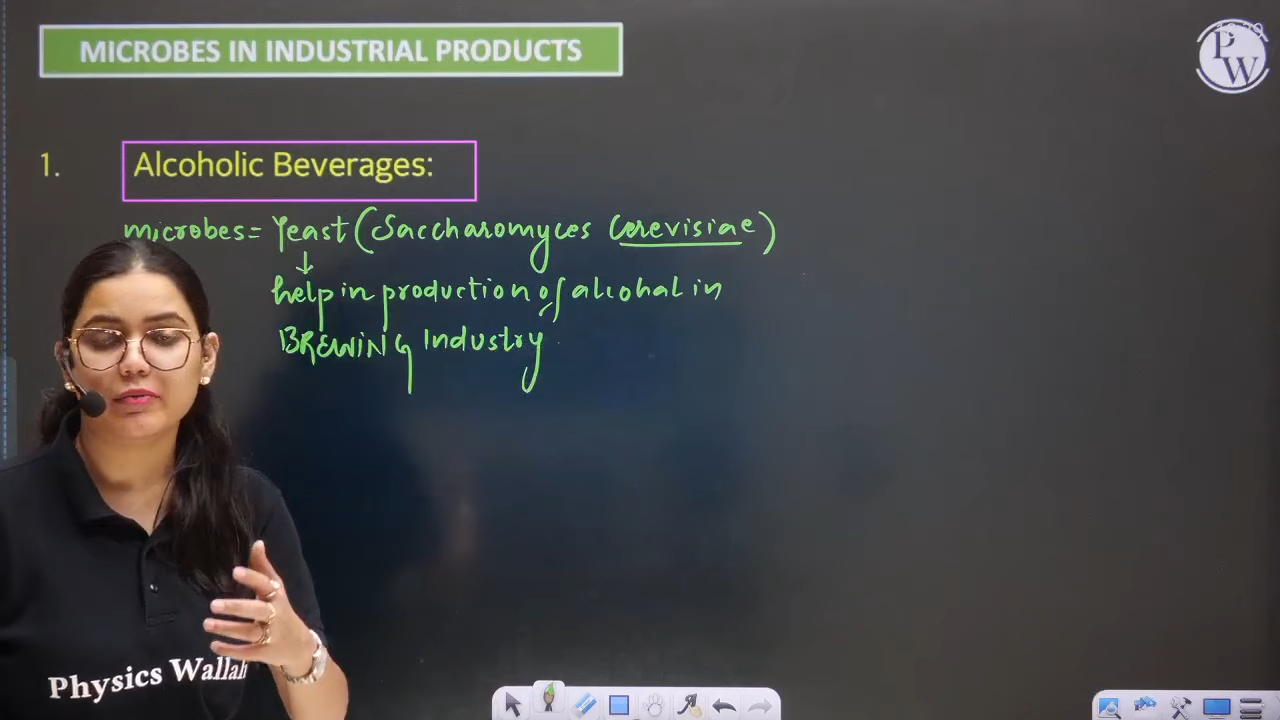 MICROBES IN INDUSTRIAL PRODUCTS
PW
1. Alcoholic Beverages:
microbes = Yeast (Saccharomyces Cerevisiae)
↓
help in production of alcohal in
BREWING Industry
Physics Wallah